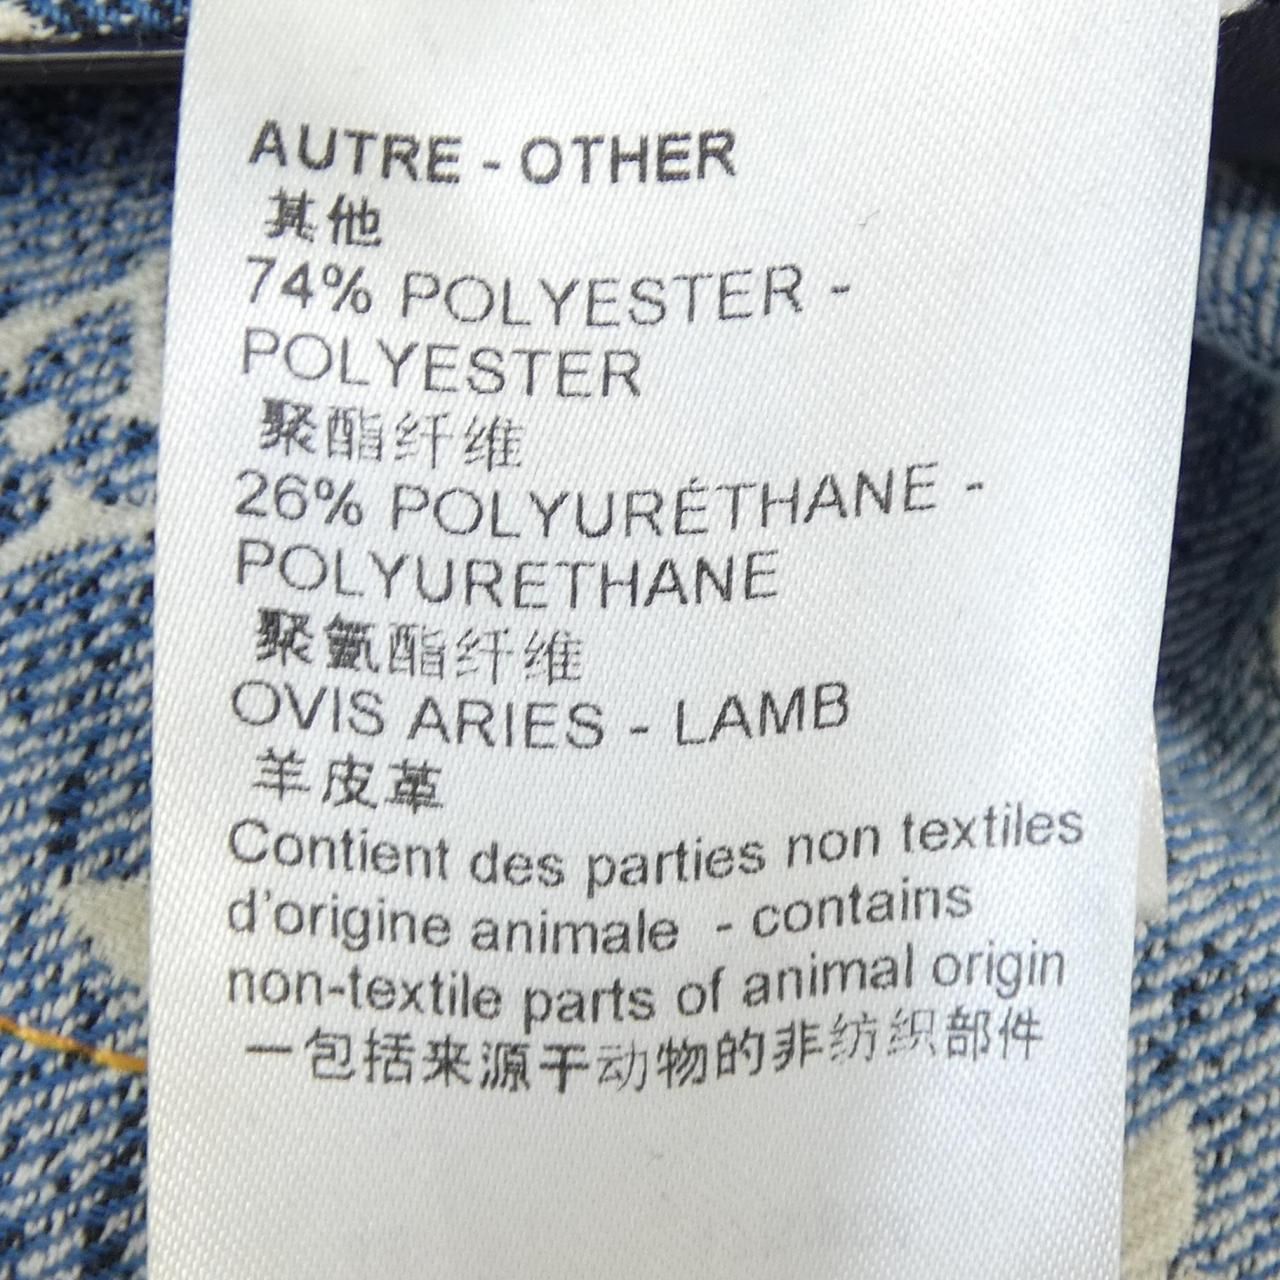 AUTRE - OTHER
其他
74% POLYESTER -
POLYESTER
聚酯纤维
26% POLYURÉTHANE -
POLYURETHANE
聚氨酯纤维
OVIS ARIES - LAMB
羊皮革
Contient des parties non textiles
d'origine animale - contains
non-textile parts of animal origin
一包括来源于动物的非纺织部件